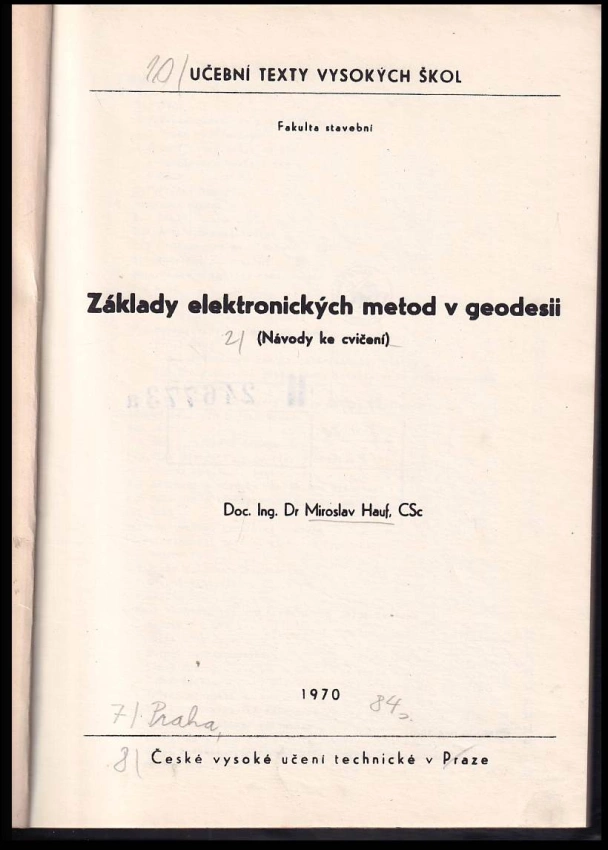 10/ UČEBNÍ TEXTY VYSOKÝCH ŠKOL
Fakulta stavební
Základy elektronických metod v geodesii
2/ (Návody ke cvičení)
246773a
Doc. Ing. Dr Miroslav Hauf, CSc
1970 84 s.
7/ Praha,
8/ České vysoké učení technické v Praze